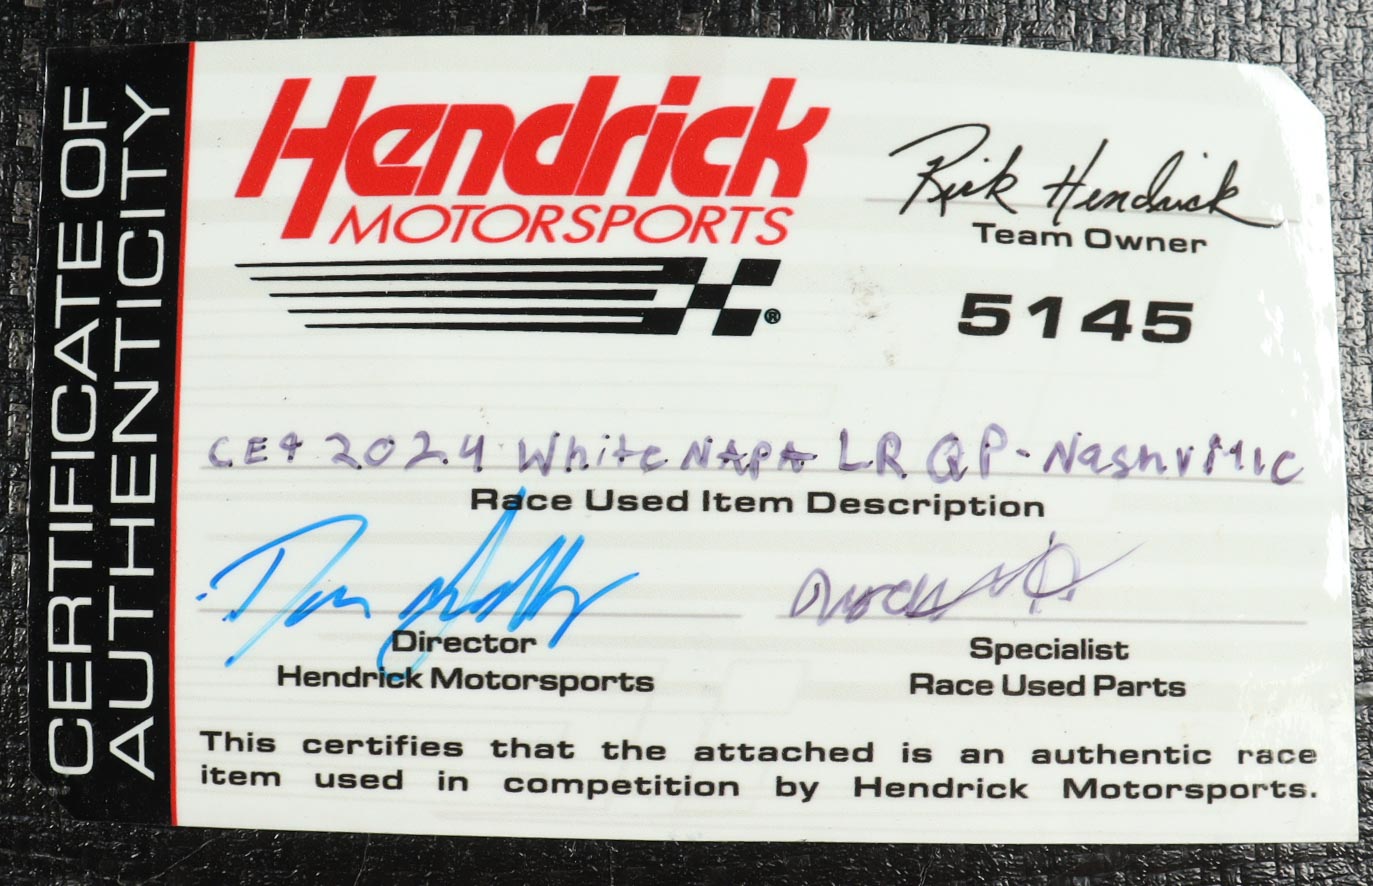 CERTIFICATE OF
AUTHENTICITY
Hendrick
MOTORSPORTS
®
Rick Hendrick
Team Owner
5145
CE9 2024 White NAPA LR QP - Nashville
Race Used Item Description
Director
Hendrick Motorsports
Specialist
Race Used Parts
This certifies that the attached is an authentic race
item used in competition by Hendrick Motorsports.